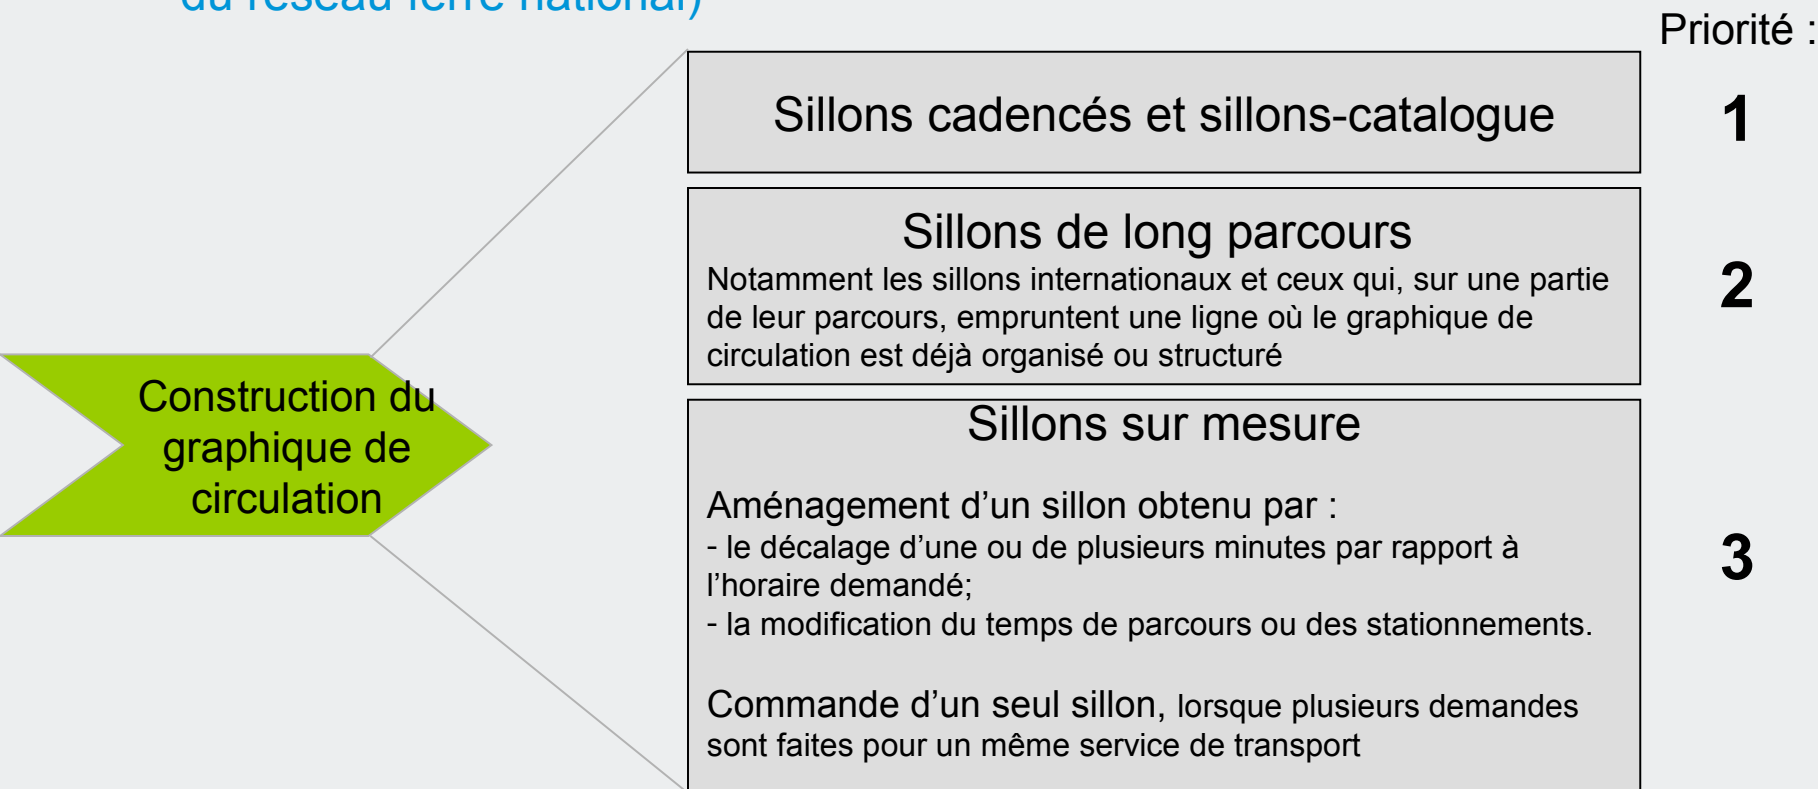 du réseau ferré national)
Priorité :
Sillons cadencés et sillons-catalogue
1
Sillons de long parcours
Notamment les sillons internationaux et ceux qui, sur une partie
de leur parcours, empruntent une ligne où le graphique de
circulation est déjà organisé ou structuré
2
Construction du
graphique de
circulation
Sillons sur mesure
Aménagement d’un sillon obtenu par :
- le décalage d’une ou de plusieurs minutes par rapport à
l’horaire demandé;
- la modification du temps de parcours ou des stationnements.
3
Commande d’un seul sillon, lorsque plusieurs demandes
sont faites pour un même service de transport